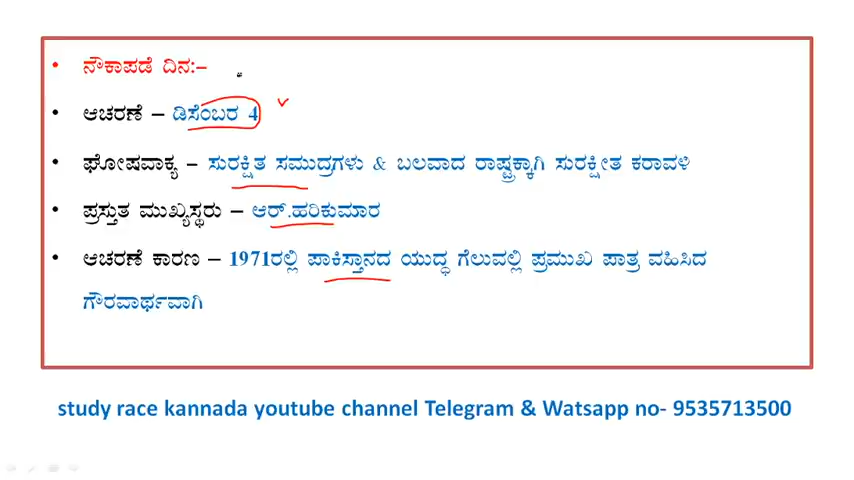 • ನೌಕಾಪಡೆ ದಿನ:–
• ಆಚರಣೆ – ಡಿಸೆಂಬರ 4
• ಘೋಷವಾಕ್ಯ – ಸುರಕ್ಷಿತ ಸಮುದ್ರಗಳು & ಬಲವಾದ ರಾಷ್ಟ್ರಕ್ಕಾಗಿ ಸುರಕ್ಷೀತ ಕರಾವಳಿ
• ಪ್ರಸ್ತುತ ಮುಖ್ಯಸ್ಥರು – ಆರ್.ಹರಿಕುಮಾರ
• ಆಚರಣೆ ಕಾರಣ – 1971ರಲ್ಲಿ ಪಾಕಿಸ್ತಾನದ ಯುದ್ಧ ಗೆಲುವಲ್ಲಿ ಪ್ರಮುಖ ಪಾತ್ರ ವಹಿಸಿದ
ಗೌರವಾರ್ಥವಾಗಿ
study race kannada youtube channel Telegram & Watsapp no- 9535713500